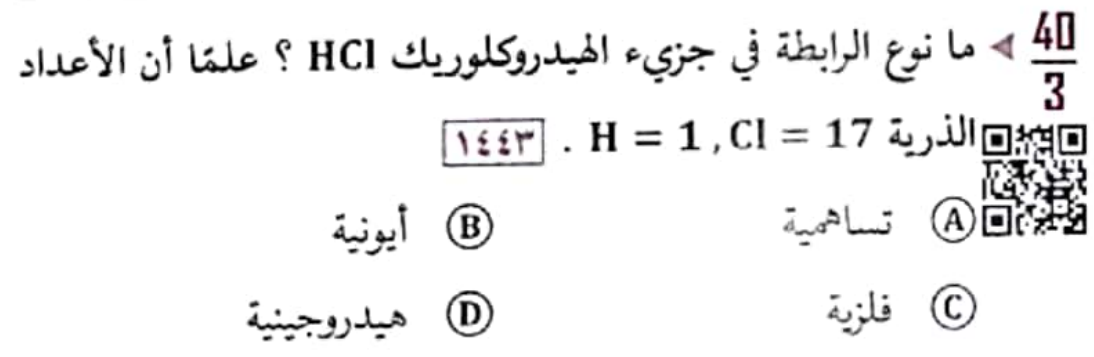 40/3 ◄ ما نوع الرابطة في جزيء الهيدروكلوريك HCl ؟ علمًا أن الأعداد
الذرية H = 1 , Cl = 17 . ١٤٤٣
A تساهمية B أيونية
C فلزية D هيدروجينية